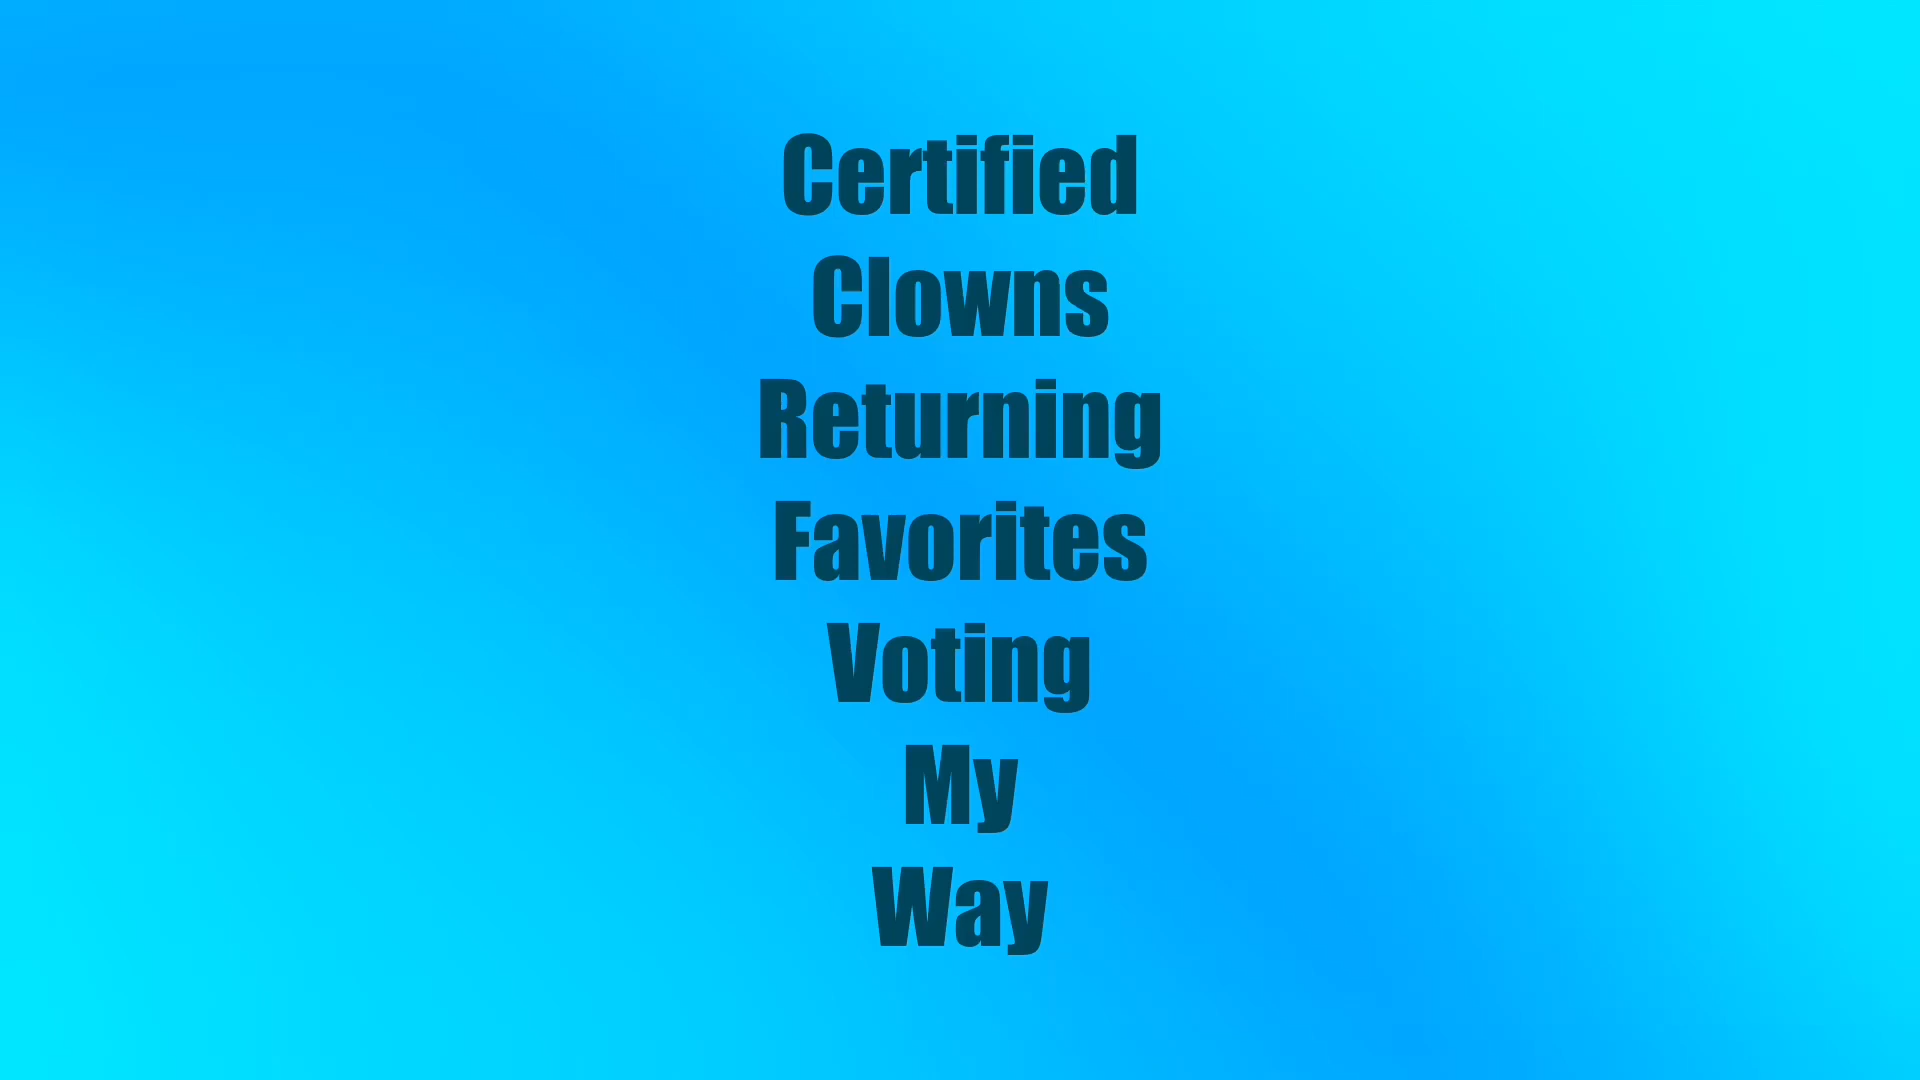 Certified
Clowns
Returning
Favorites
Voting
My
Way